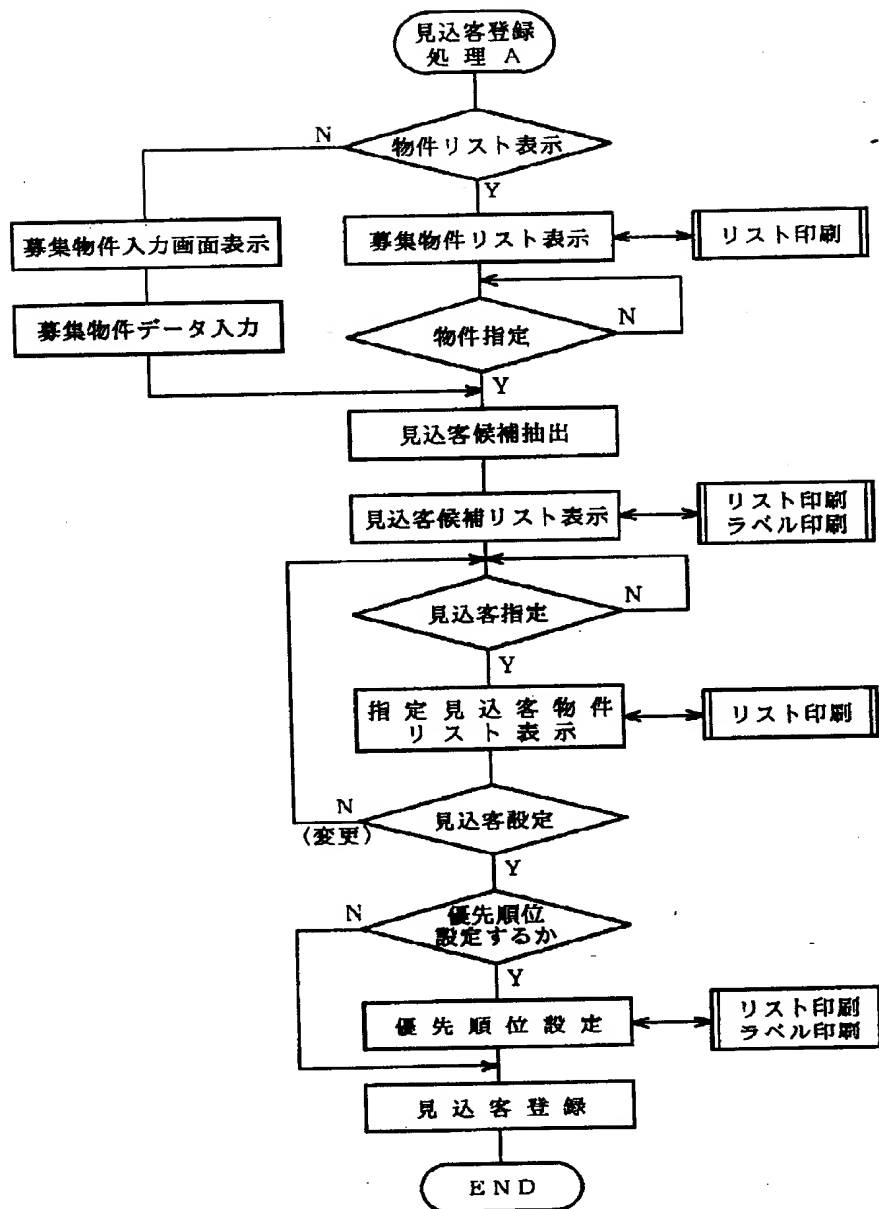 見込客登録
処理A
物件リスト表示
N
Y
募集物件入力画面表示
募集物件リスト表示
リスト印刷
募集物件データ入力
物件指定
N
Y
見込客候補抽出
見込客候補リスト表示
リスト印刷
ラベル印刷
見込客指定
N
Y
指定見込客物件
リスト表示
リスト印刷
見込客設定
N
(変更)
Y
優先順位
設定するか
N
Y
優先順位設定
リスト印刷
ラベル印刷
見込客登録
END